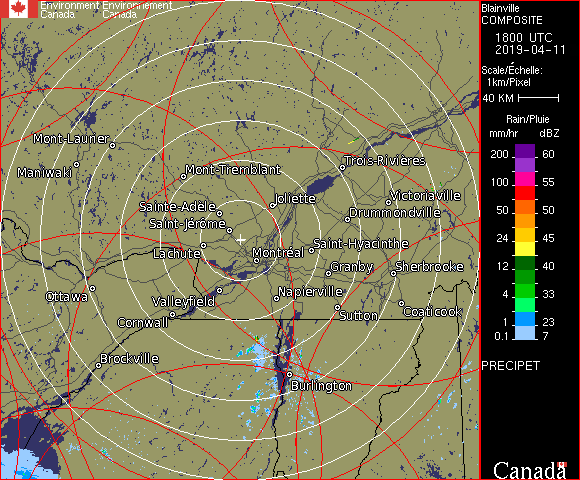 Environment Environnement
Canada Canada
Blainville
COMPOSITE
1800 UTC
2019-04-11
Scale/Échelle:
1km/Pixel
40 KM
Rain/Pluie
mm/hr dBZ
200 60
100 55
50 50
24 45
12 40
4 33
1 23
0.1 7
PRECIPET
Canada
Mont-Laurier
Maniwaki
Mont-Tremblant
Trois-Rivières
Joliette
Victoriaville
Sainte-Adèle
Drummondville
Saint-Jérôme
Saint-Hyacinthe
Lachute
Montréal
Granby
Sherbrooke
Ottawa
Valleyfield
Napierville
Cornwall
Sutton
Coaticook
Brockville
Burlington